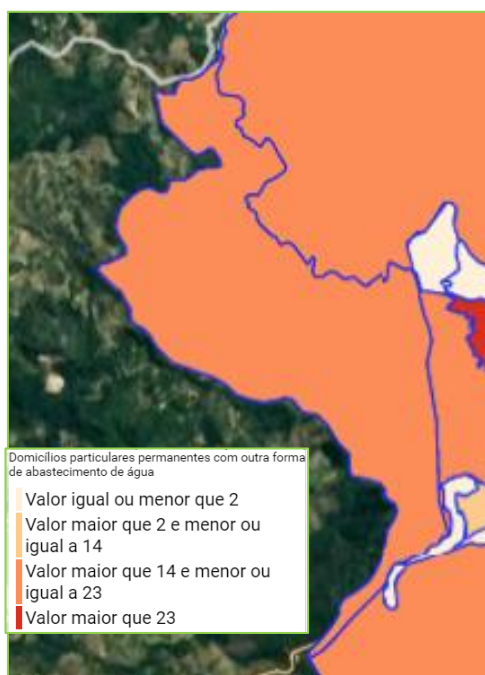 Domicílios particulares permanentes com outra forma
de abastecimento de água
Valor igual ou menor que 2
Valor maior que 2 e menor ou
igual a 14
Valor maior que 14 e menor ou
igual a 23
Valor maior que 23